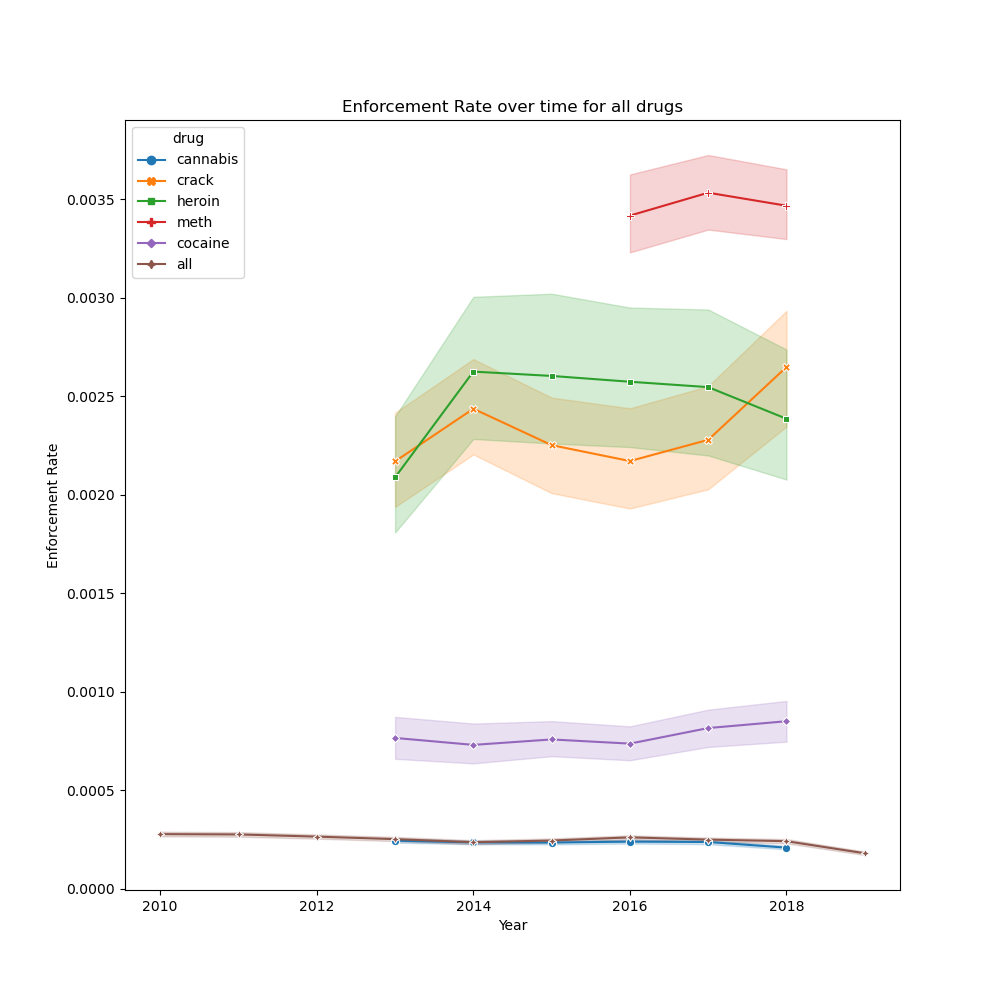 Enforcement Rate over time for all drugs
drug
cannabis
crack
heroin
meth
cocaine
all
0.0035
0.0030
0.0025
0.0020
0.0015
0.0010
0.0005
0.0000
Enforcement Rate
2010 2012 2014 2016 2018
Year